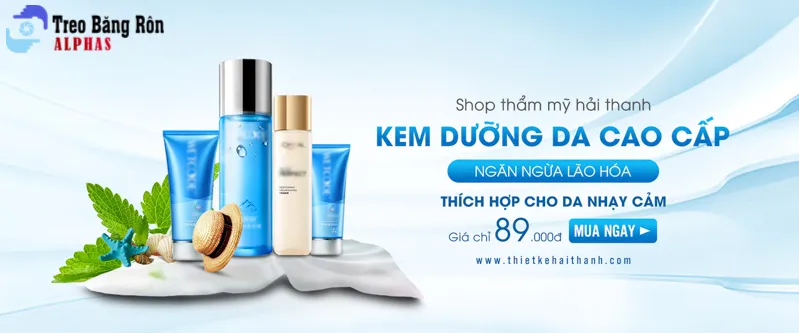 Treo Băng Rôn
ALPHAS
Shop thẩm mỹ hải thanh
KEM DƯỠNG DA CAO CẤP
NGĂN NGỪA LÃO HÓA
THÍCH HỢP CHO DA NHẠY CẢM
Giá chỉ 89.000đ MUA NGAY
www.thietkehaithanh.com